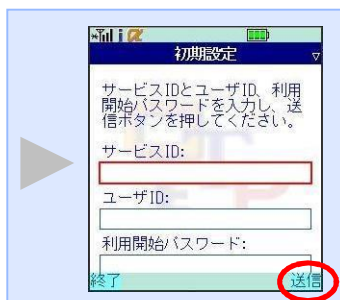 初期設定
サービスIDとユーザID、利用
開始パスワードを入力し、送
信ボタンを押してください。
サービスID:
ユーザID:
利用開始パスワード:
終了 送信